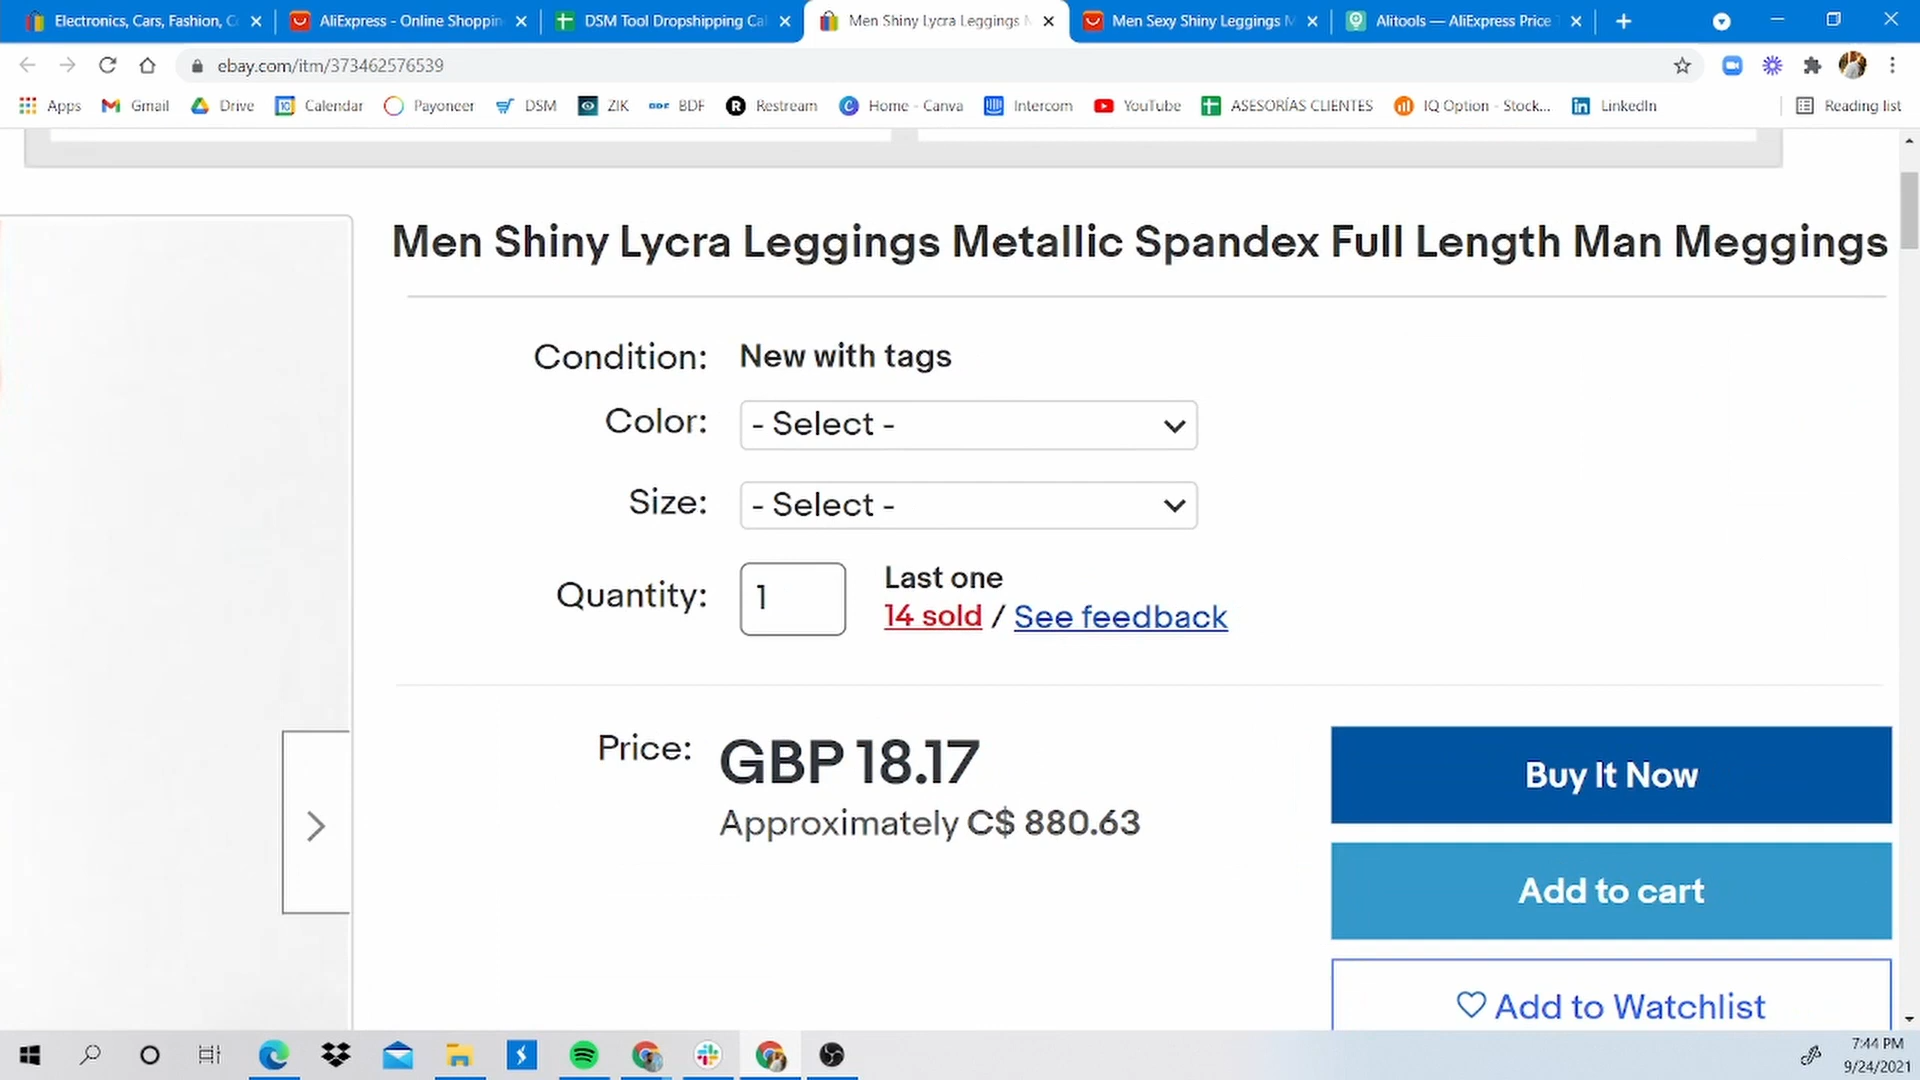 Electronics, Cars, Fashion, C
AliExpress - Online Shoppin
DSM Tool Dropshipping Cal
Men Shiny Lycra Leggings M
Men Sexy Shiny Leggings M
Alitools — AliExpress Price T
ebay.com/itm/373462576539
Apps
Gmail
Drive
Calendar
Payoneer
DSM
ZIK
BDF
Restream
Home - Canva
Intercom
YouTube
ASESORÍAS CLIENTES
IQ Option - Stock...
LinkedIn
Reading list
Men Shiny Lycra Leggings Metallic Spandex Full Length Man Meggings
Condition: New with tags
Color: - Select -
Size: - Select -
Quantity: 1
Last one
14 sold / See feedback
Price: GBP 18.17
Approximately C$ 880.63
Buy It Now
Add to cart
Add to Watchlist
7:44 PM
9/24/2021